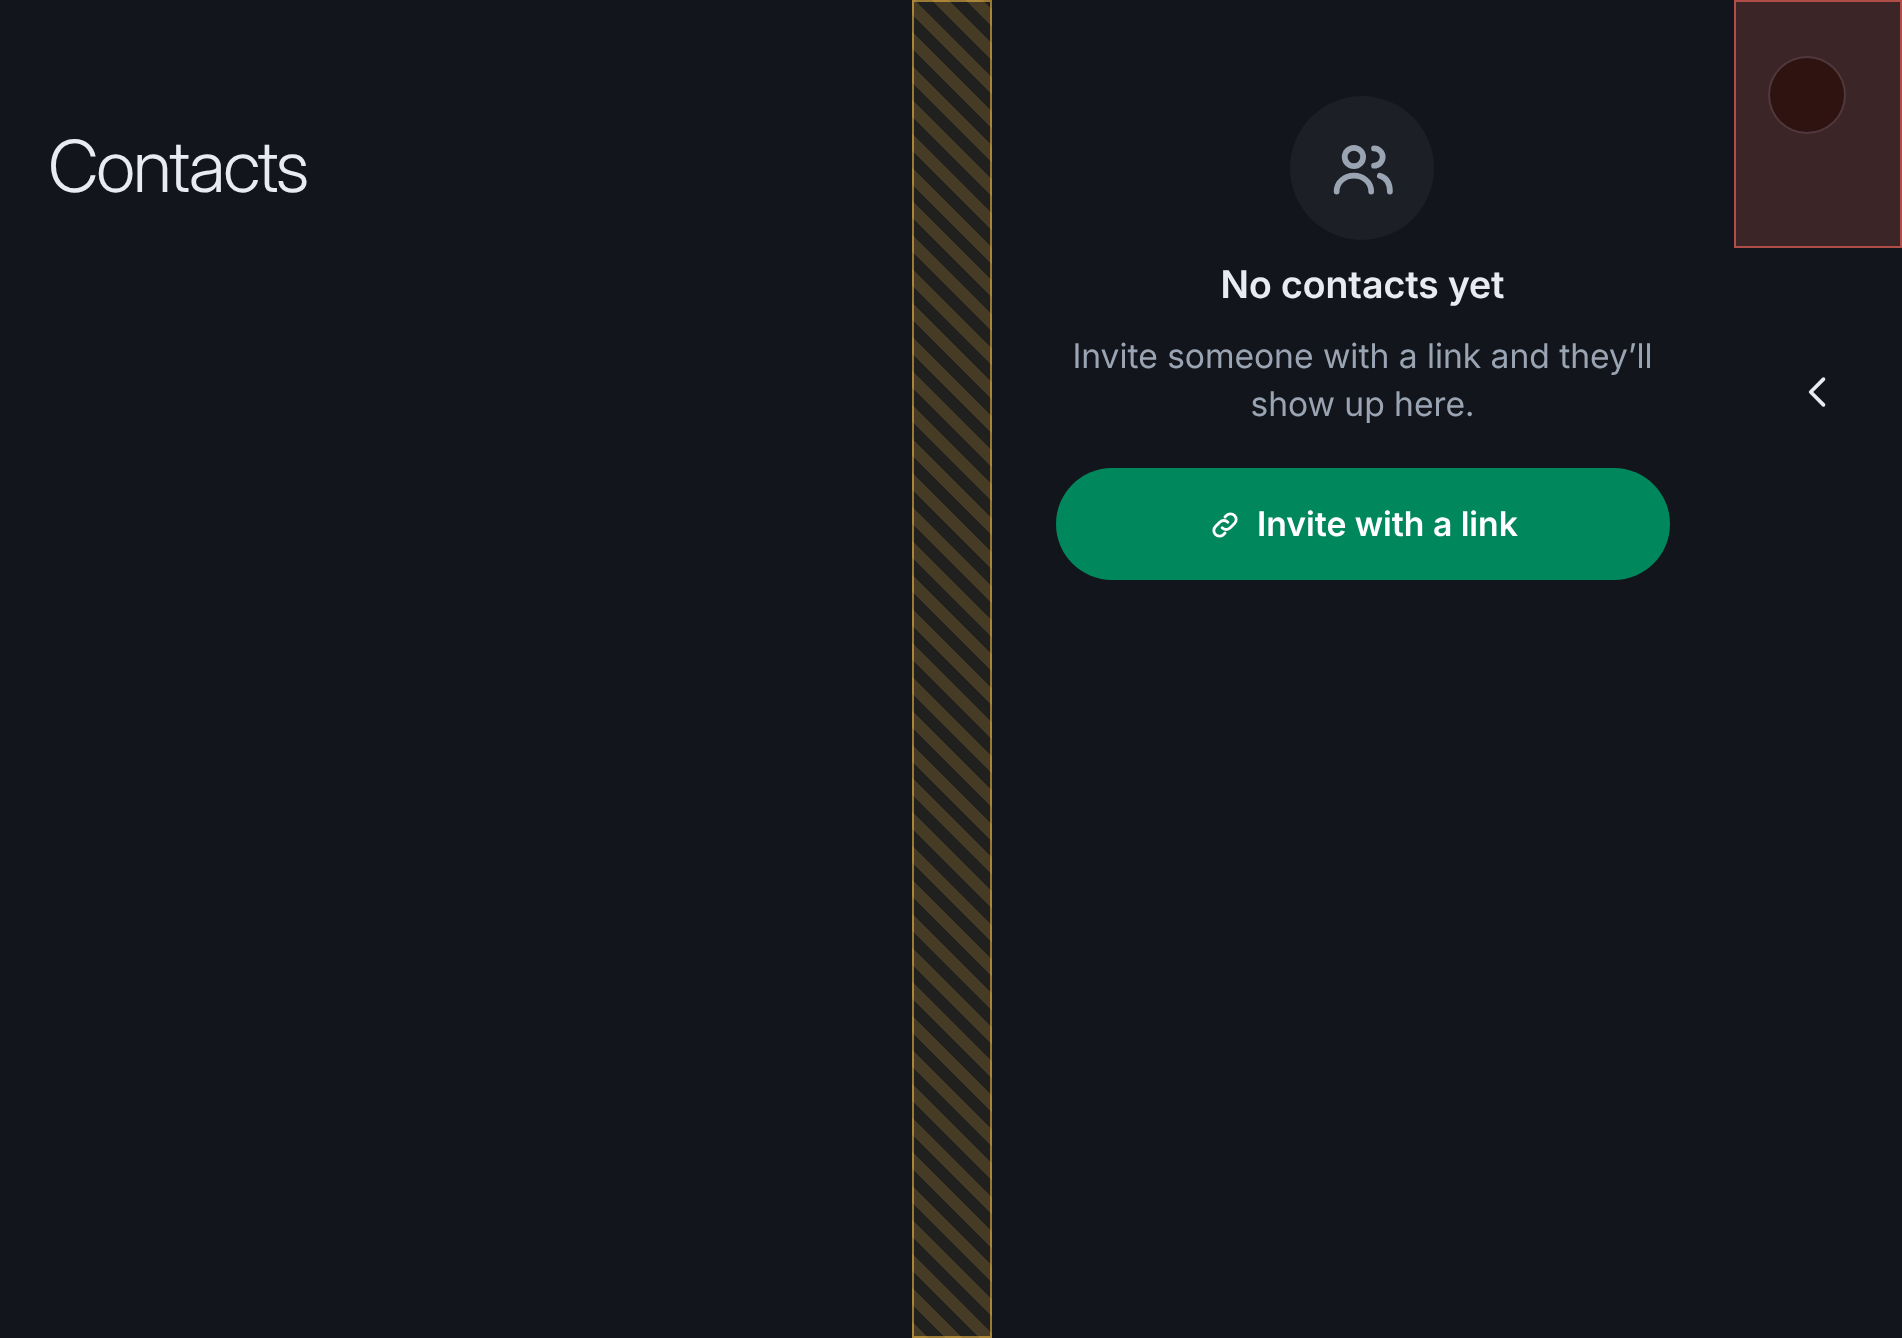 Contacts
No contacts yet
Invite someone with a link and they’ll
show up here.
Invite with a link